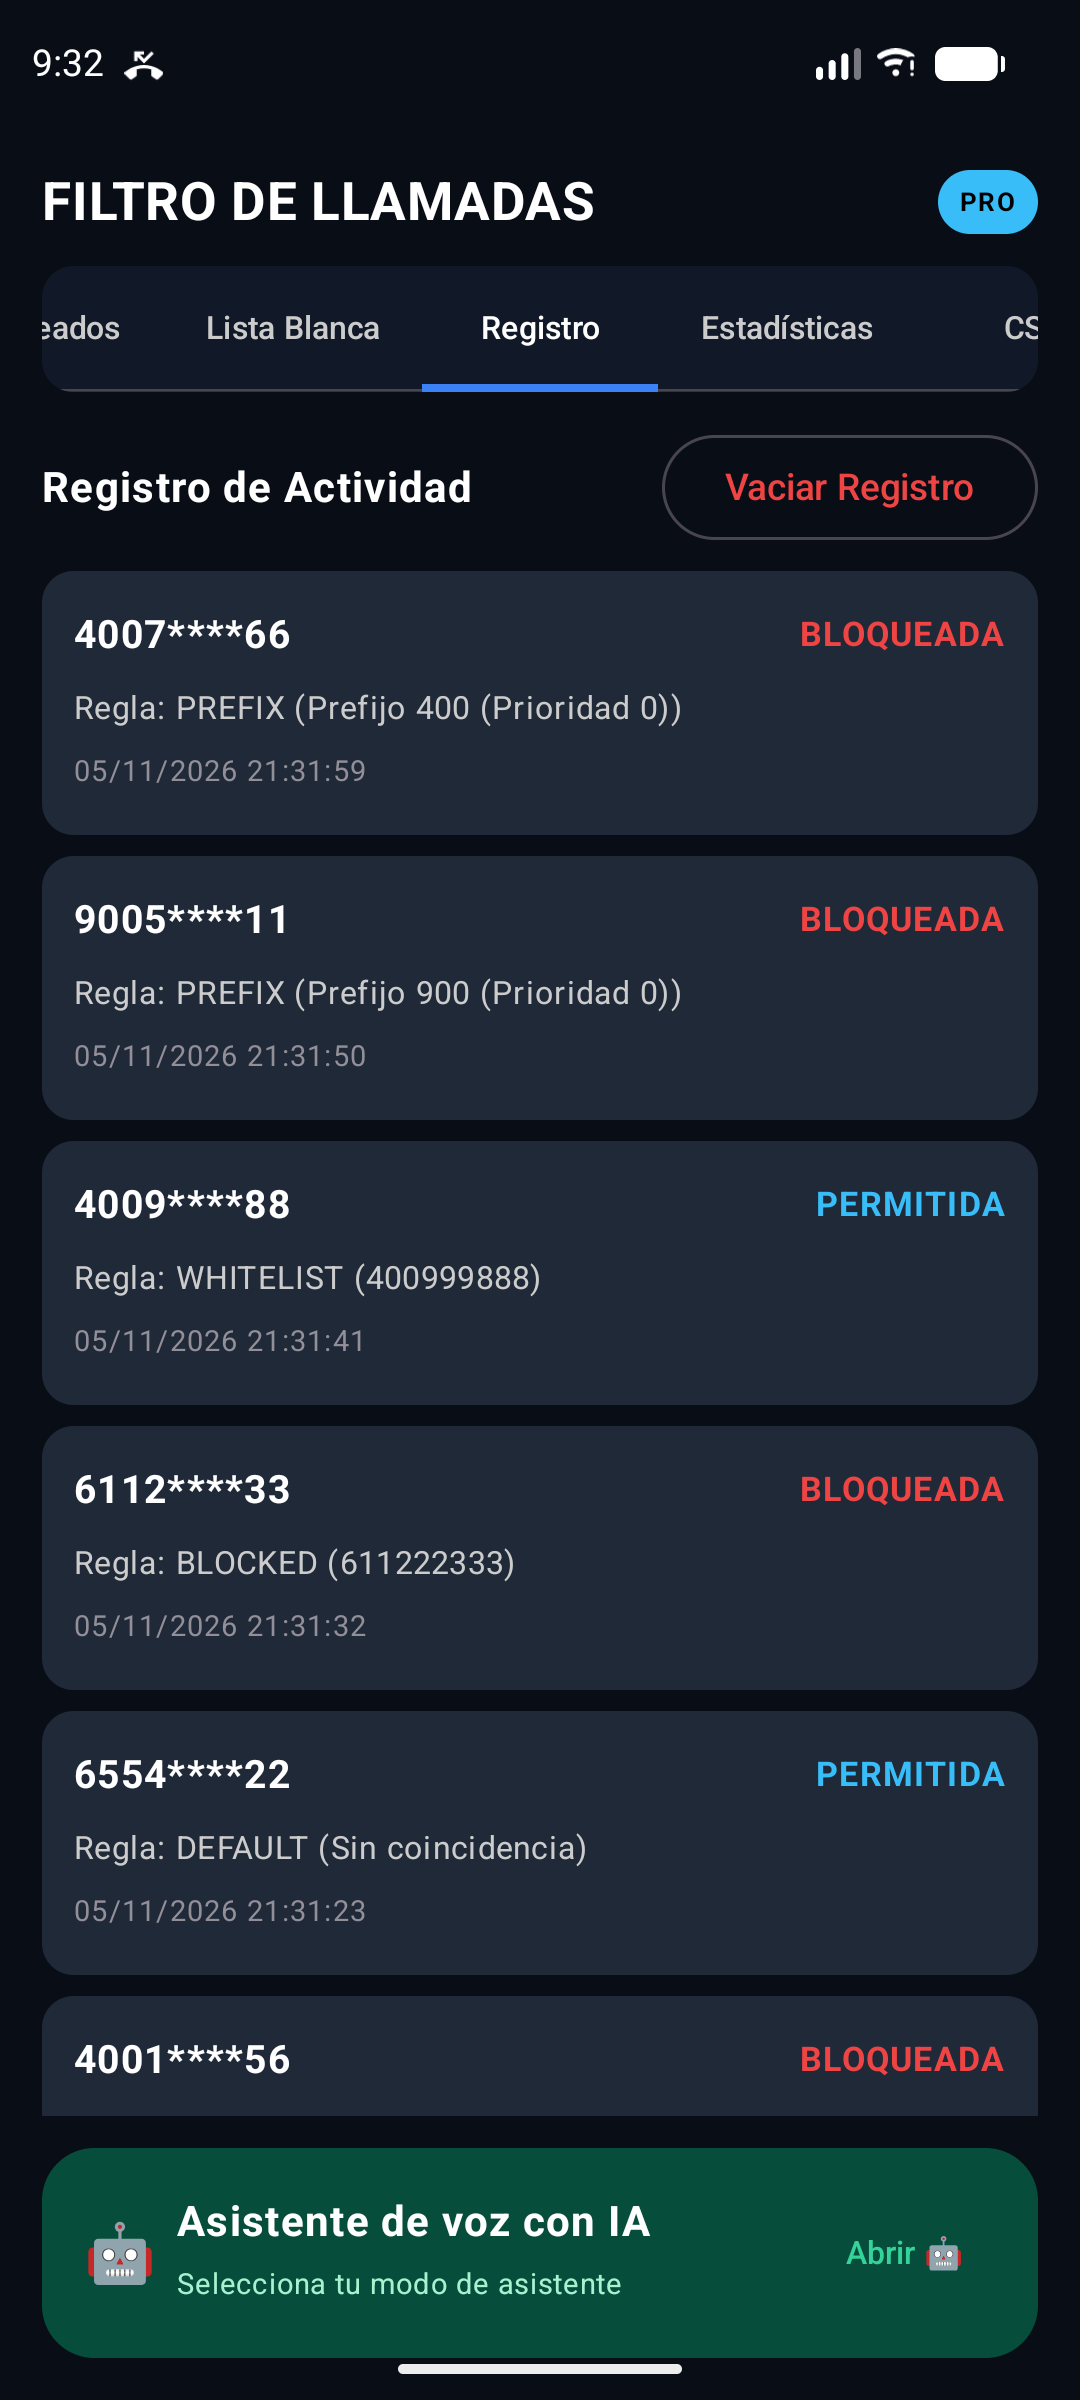 9:32
FILTRO DE LLAMADAS
PRO
eados
Lista Blanca
Registro
Estadísticas
CS
Registro de Actividad
Vaciar Registro
4007****66
BLOQUEADA
Regla: PREFIX (Prefijo 400 (Prioridad 0))
05/11/2026 21:31:59
9005****11
BLOQUEADA
Regla: PREFIX (Prefijo 900 (Prioridad 0))
05/11/2026 21:31:50
4009****88
PERMITIDA
Regla: WHITELIST (400999888)
05/11/2026 21:31:41
6112****33
BLOQUEADA
Regla: BLOCKED (611222333)
05/11/2026 21:31:32
6554****22
PERMITIDA
Regla: DEFAULT (Sin coincidencia)
05/11/2026 21:31:23
4001****56
BLOQUEADA
Asistente de voz con IA
Selecciona tu modo de asistente
Abrir